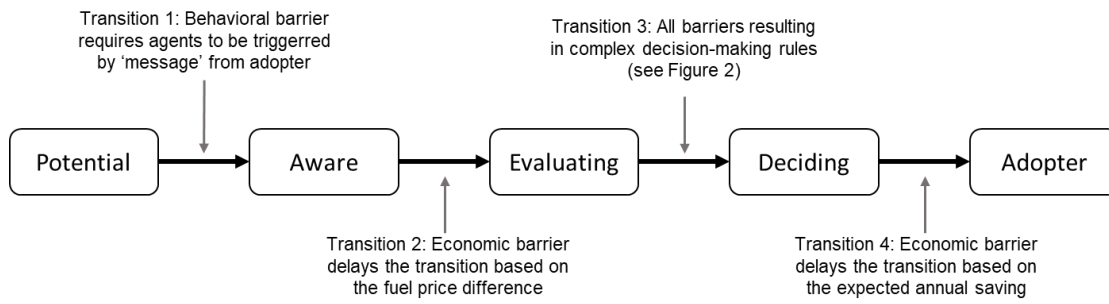 Transition 1: Behavioral barrier
requires agents to be triggerred
by ‘message’ from adopter
Transition 3: All barriers resulting
in complex decision-making rules
(see Figure 2)
Potential
Aware
Evaluating
Deciding
Adopter
Transition 2: Economic barrier
delays the transition based on
the fuel price difference
Transition 4: Economic barrier
delays the transition based on
the expected annual saving